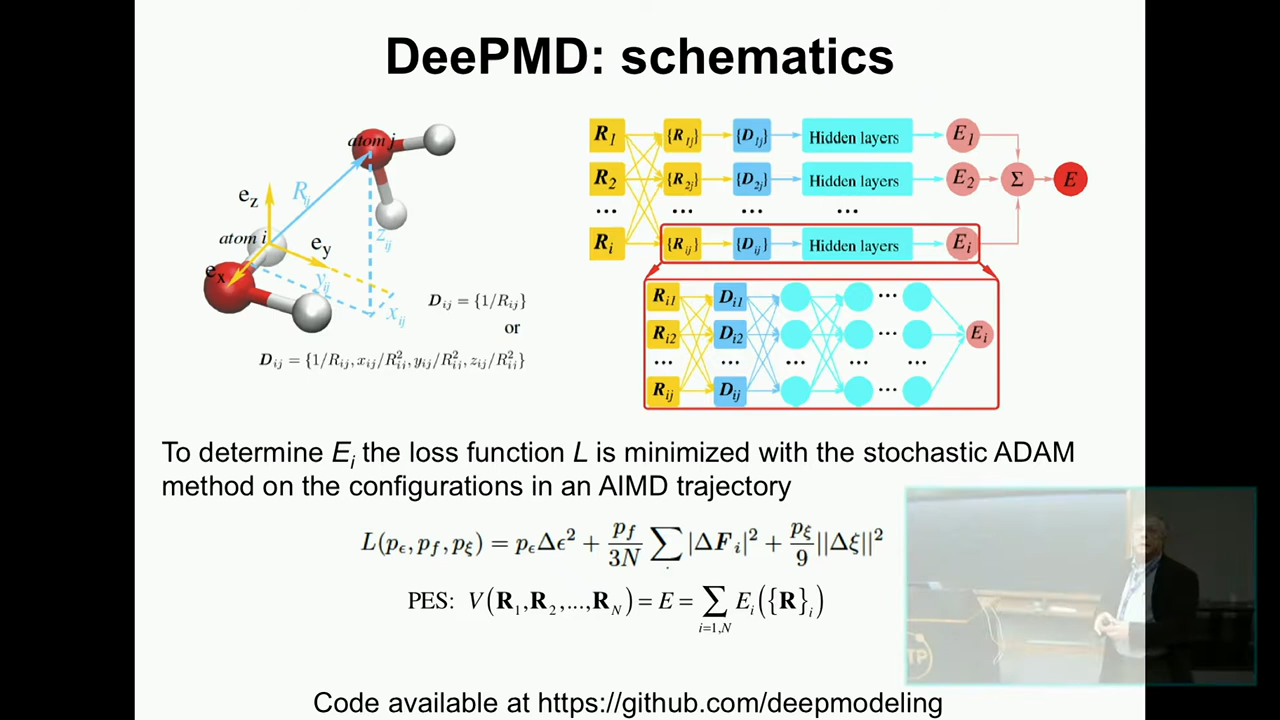 DeePMD: schematics
atom j
R_ij
e_z
atom i
e_y
e_x
z_ij
y_ij
x_ij
D_ij = {1/R_ij}
or
D_ij = {1/R_ij, x_ij/R²_ij, y_ij/R²_ij, z_ij/R²_ij}
R_1 {R_1j} {D_1j} Hidden layers E_1
R_2 {R_2j} {D_2j} Hidden layers E_2 Σ E
... ... ... ...
R_i {R_ij} {D_ij} Hidden layers E_i
R_i1 D_i1 ...
R_i2 D_i2 ... E_i
... ... ... ... ...
R_ij D_ij ...
To determine E_i the loss function L is minimized with the stochastic ADAM
method on the configurations in an AIMD trajectory
L(p_ϵ, p_f, p_ξ) = p_ϵΔϵ² + p_f/3N ∑ |ΔF_i|² + p_ξ/9 ||Δξ||²
PES: V(R_1,R_2,...,R_N) = E = ∑_{i=1,N} E_i({R}_i)
Code available at https://github.com/deepmodeling